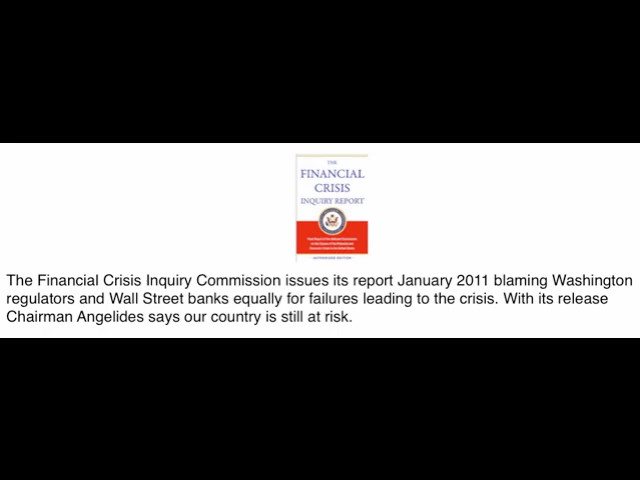 THE
FINANCIAL
CRISIS
INQUIRY REPORT
The Financial Crisis Inquiry Commission issues its report January 2011 blaming Washington
regulators and Wall Street banks equally for failures leading to the crisis. With its release
Chairman Angelides says our country is still at risk.